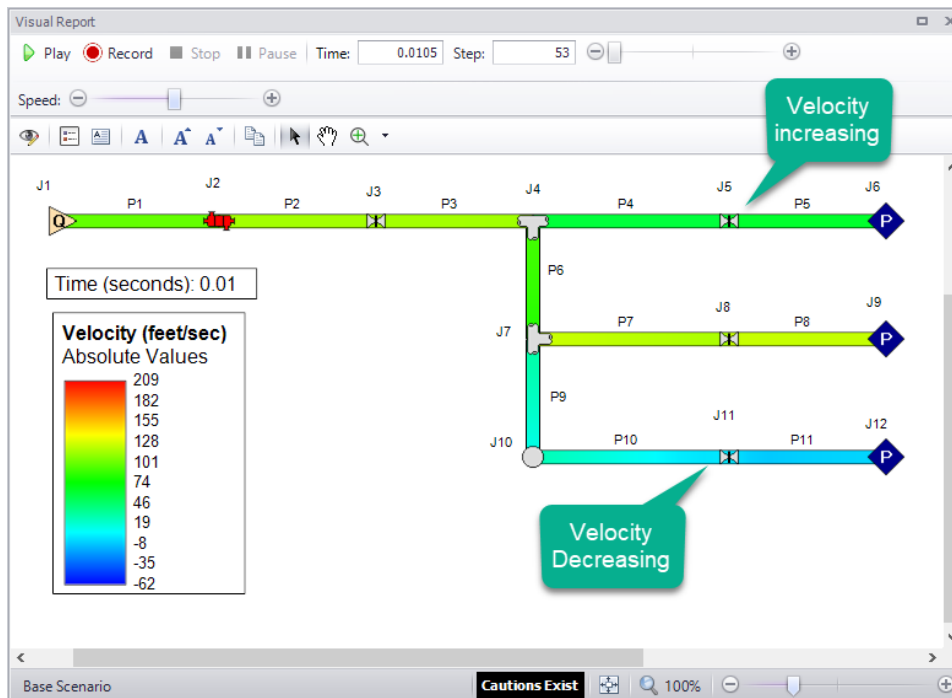 Visual Report
Play Record Stop Pause Time: 0.0105 Step: 53
Speed:
A A A
Velocity
increasing
J1 J2 J3 J4 J5 J6
P1 P2 P3 P4 P5
Q P
Time (seconds): 0.01
P6
Velocity (feet/sec)
Absolute Values
209
182
155
128
101
74
46
19
-8
-35
-62
J7 P7 J8 P8 J9
P
P9
J10 P10 J11 P11 J12
P
Velocity
Decreasing
Base Scenario Cautions Exist 100%